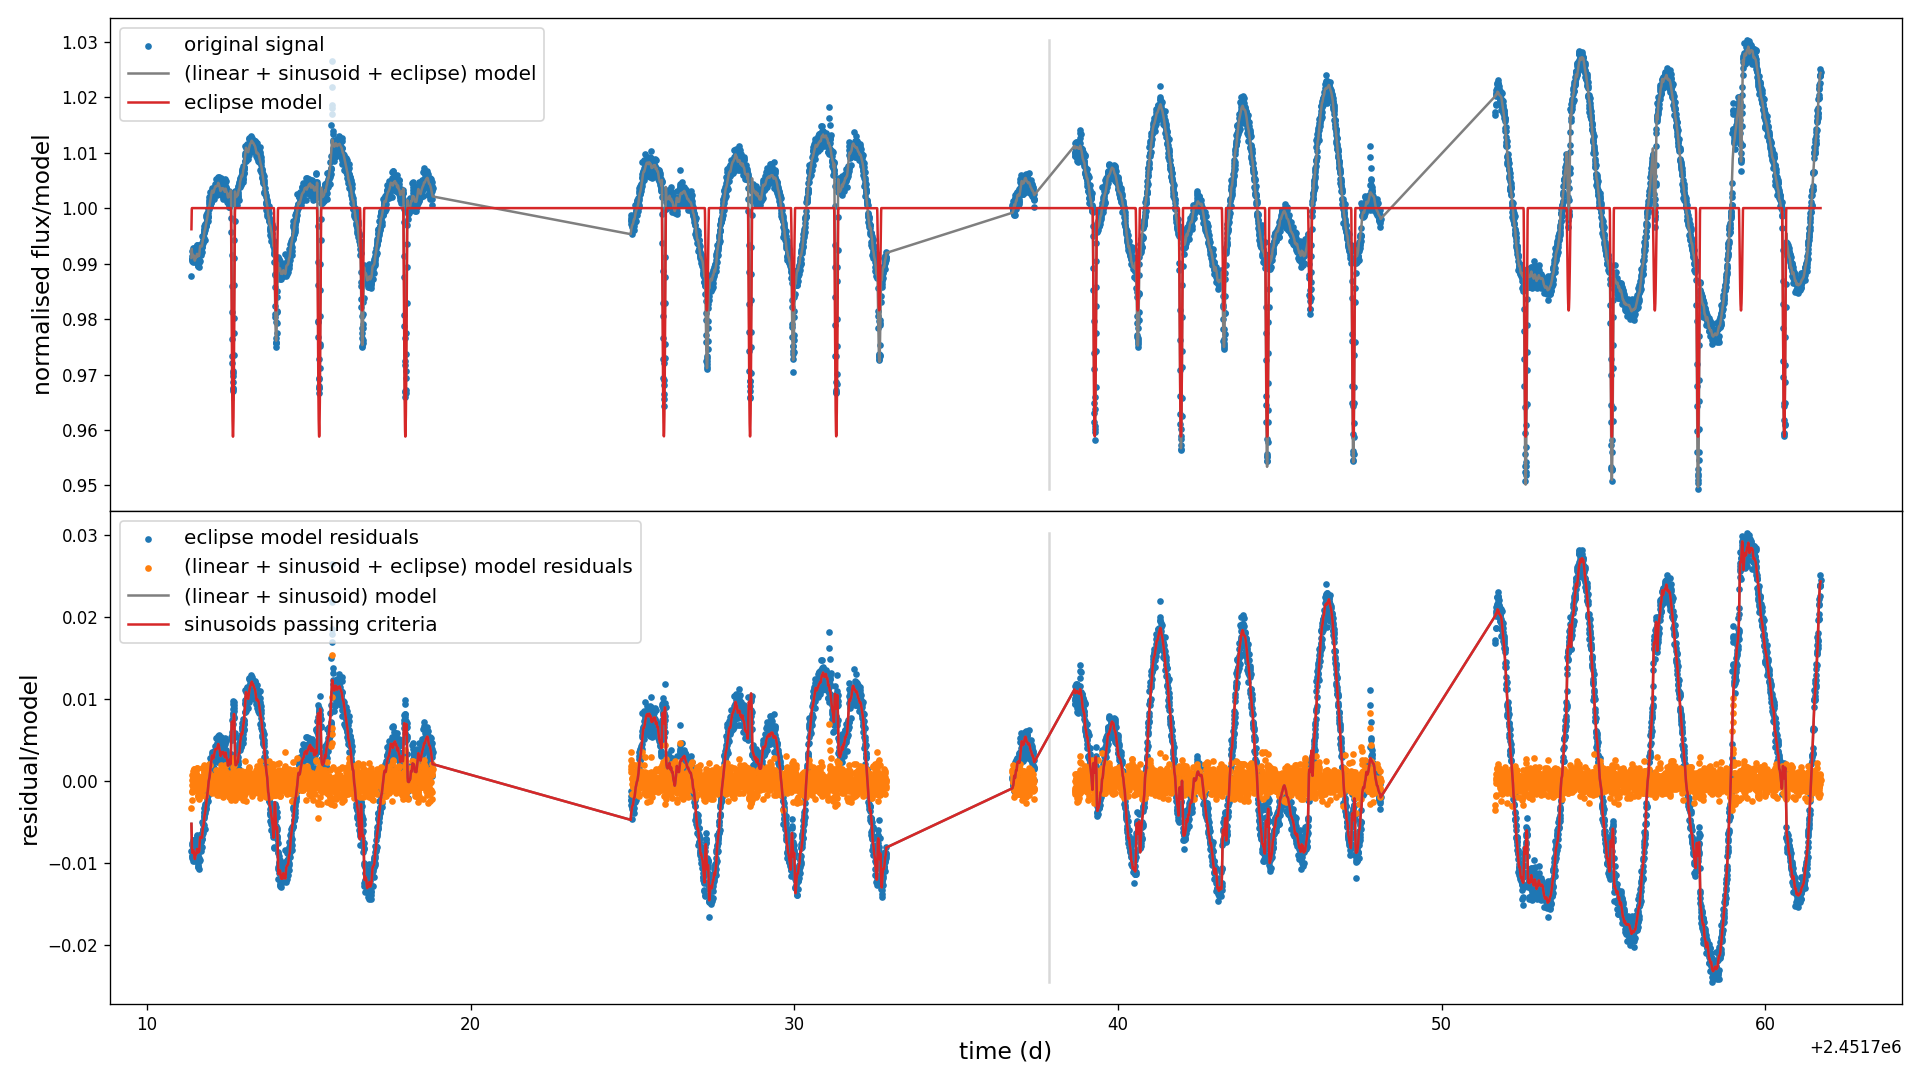 normalised flux/model
1.03
1.02
1.01
1.00
0.99
0.98
0.97
0.96
0.95
original signal
(linear + sinusoid + eclipse) model
eclipse model
residual/model
0.03
0.02
0.01
0.00
−0.01
−0.02
eclipse model residuals
(linear + sinusoid + eclipse) model residuals
(linear + sinusoid) model
sinusoids passing criteria
10 20 30 40 50 60
time (d)
+2.4517e6